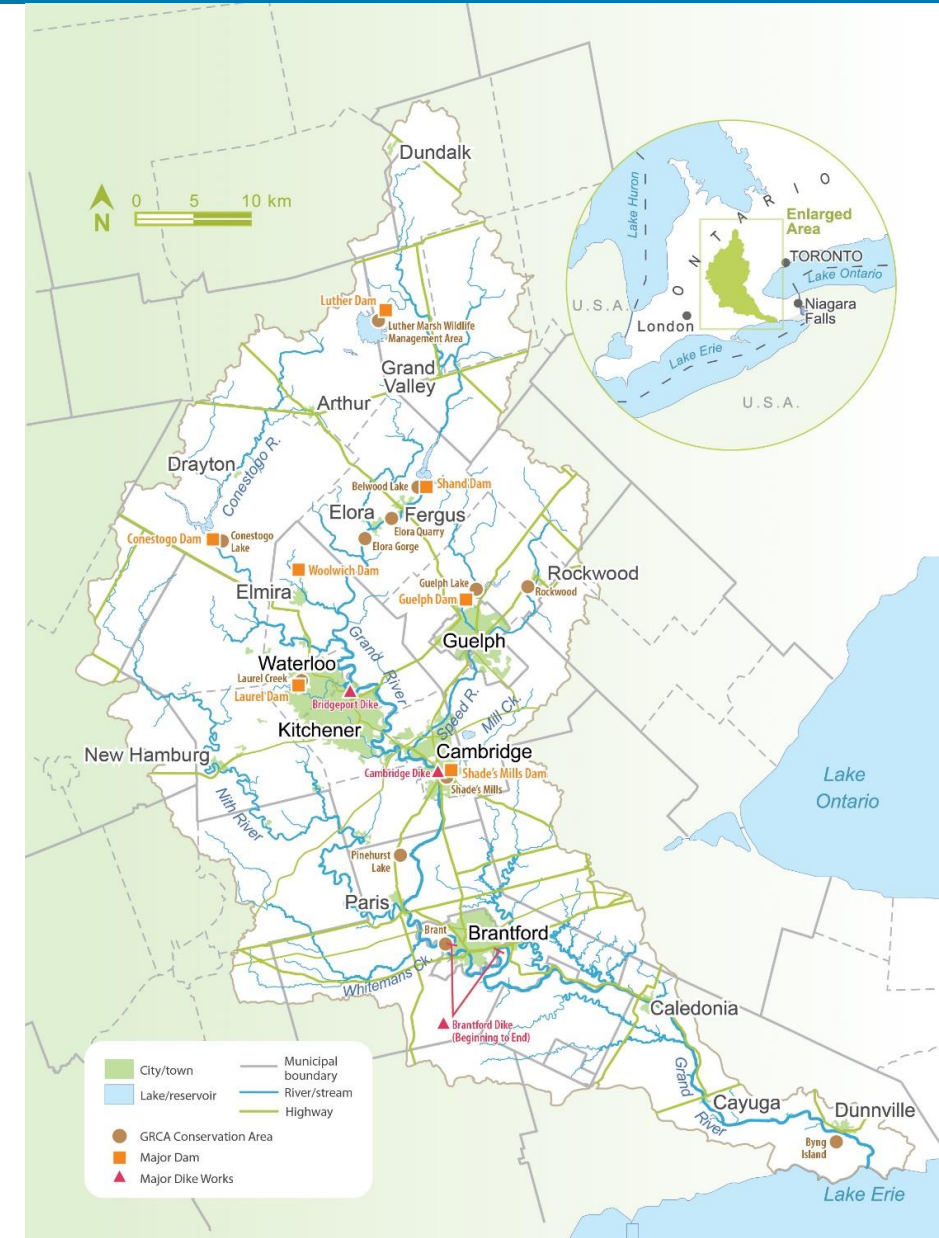 Dundalk
0 5 10 km
N
Luther Dam
Luther Marsh Wildlife
Management Area
Grand
Valley
Arthur
Drayton
Conestogo R.
Belwood Lake
Shand Dam
Elora
Fergus
Elora Quarry
Elora Gorge
Conestogo Dam
Conestogo
Lake
Woolwich Dam
Elmira
Guelph Lake
Guelph Dam
Rockwood
Rockwood
Guelph
Grand River
Waterloo
Laurel Creek
Laurel Dam
Bridgeport Dike
Kitchener
Speed R.
Mill Ck
New Hamburg
Cambridge
Cambridge Dike
Shade's Mills Dam
Shade's Mills
Nith River
Pinehurst
Lake
Paris
Brant
Brantford
Whitemans Ck.
Brantford Dike
(Beginning to End)
Caledonia
Grand
River
Cayuga
Dunnville
Byng
Island
Lake Erie
Lake
Ontario
Lake Huron
ONTARIO
Enlarged
Area
TORONTO
Lake Ontario
U.S.A.
Niagara
Falls
London
Lake Erie
U.S.A.
City/town
Lake/reservoir
Municipal
boundary
River/stream
Highway
GRCA Conservation Area
Major Dam
Major Dike Works